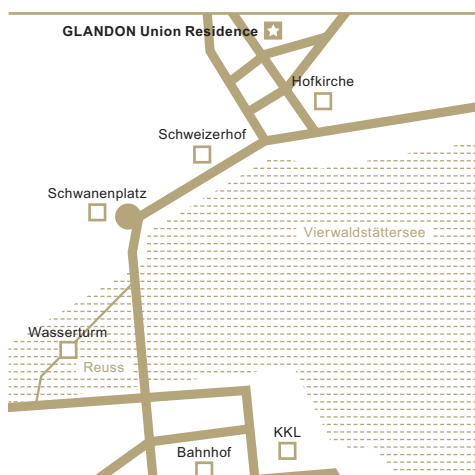 GLANDON Union Residence
Hofkirche
Schweizerhof
Schwanenplatz
Vierwaldstättersee
Wasserturm
Reuss
KKL
Bahnhof